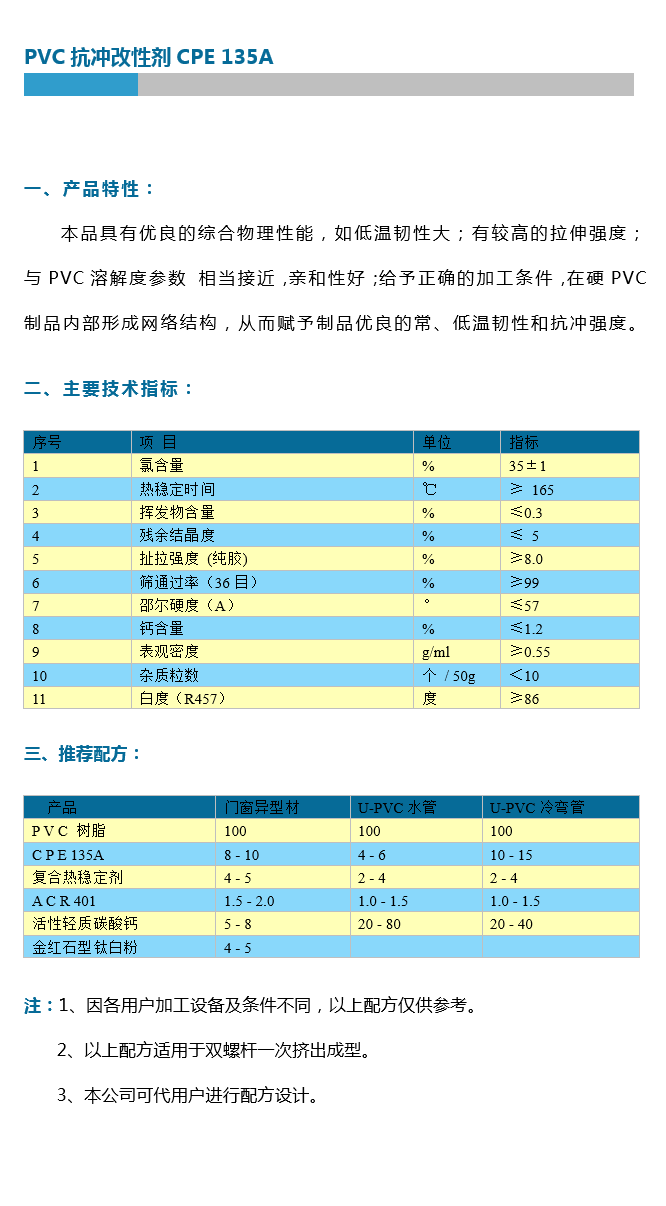 PVC 抗冲改性剂 CPE 135A
一、产品特性：
本品具有优良的综合物理性能，如低温韧性大；有较高的拉伸强度；
与 PVC 溶解度参数 相当接近,亲和性好;给予正确的加工条件,在硬 PVC
制品内部形成网络结构，从而赋予制品优良的常、低温韧性和抗冲强度。
二、主要技术指标：
序号 项 目 单位 指标
1 氯含量 % 35±1
2 热稳定时间 ℃ ≥ 165
3 挥发物含量 % ≤0.3
4 残余结晶度 % ≤ 5
5 扯拉强度 (纯胶) % ≥8.0
6 筛通过率（36 目） % ≥99
7 邵尔硬度（A） ° ≤57
8 钙含量 % ≤1.2
9 表观密度 g/ml ≥0.55
10 杂质粒数 个 / 50g ＜10
11 白度（R457） 度 ≥86
三、推荐配方：
产品 门窗异型材 U-PVC 水管 U-PVC 冷弯管
P V C 树脂 100 100 100
C P E 135A 8 - 10 4 - 6 10 - 15
复合热稳定剂 4 - 5 2 - 4 2 - 4
A C R 401 1.5 - 2.0 1.0 - 1.5 1.0 - 1.5
活性轻质碳酸钙 5 - 8 20 - 80 20 - 40
金红石型钛白粉 4 - 5
注：1、因各用户加工设备及条件不同，以上配方仅供参考。
2、以上配方适用于双螺杆一次挤出成型。
3、本公司可代用户进行配方设计。